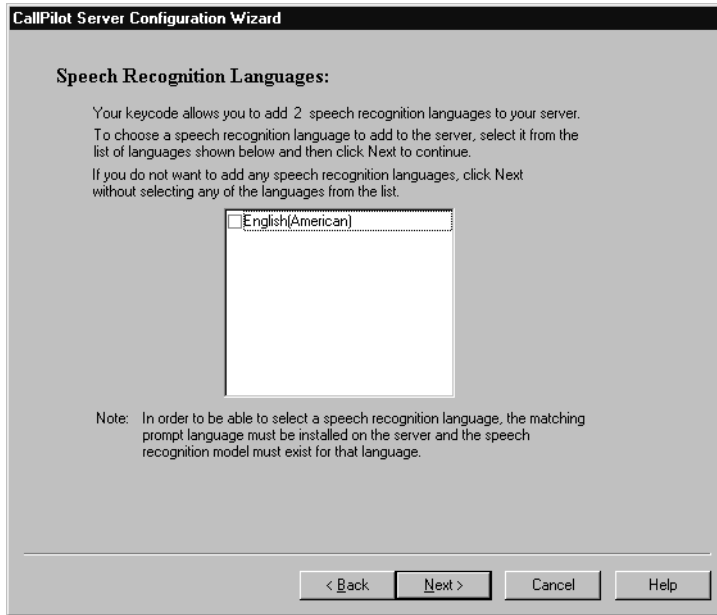 CallPilot Server Configuration Wizard
Speech Recognition Languages:
Your keycode allows you to add 2 speech recognition languages to your server.
To choose a speech recognition language to add to the server, select it from the
list of languages shown below and then click Next to continue.
If you do not want to add any speech recognition languages, click Next
without selecting any of the languages from the list.
English(American)
Note: In order to be able to select a speech recognition language, the matching
prompt language must be installed on the server and the speech
recognition model must exist for that language.
< Back Next > Cancel Help